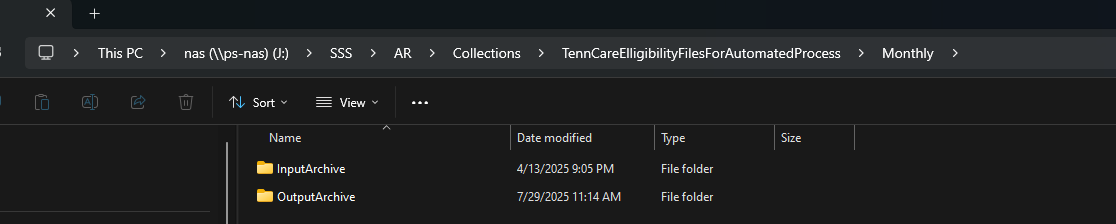 This PC > nas (\\ps-nas) (J:) > SSS > AR > Collections > TennCareElligibilityFilesForAutomatedProcess > Monthly >
Sort View
Name Date modified Type Size
InputArchive 4/13/2025 9:05 PM File folder
OutputArchive 7/29/2025 11:14 AM File folder